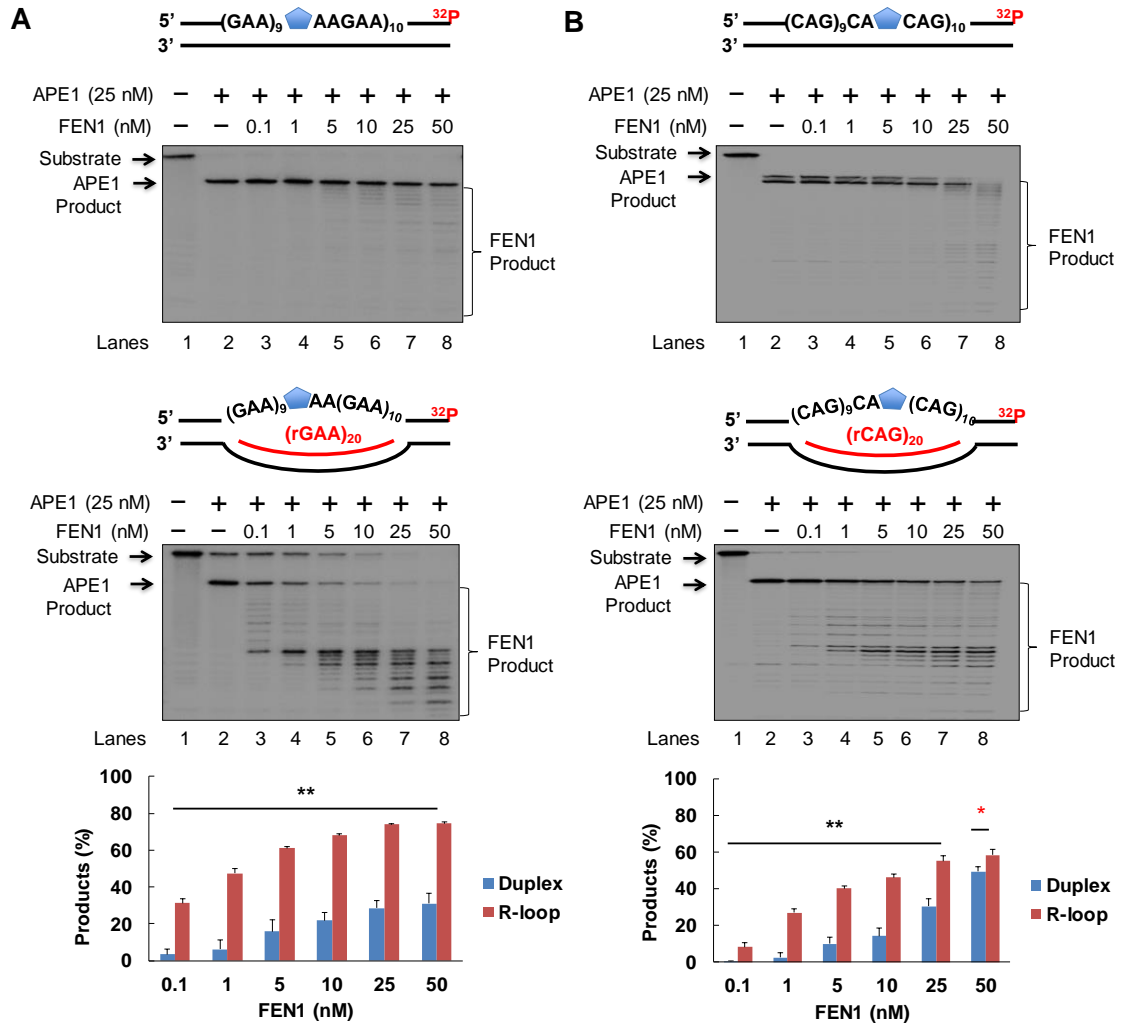 A
5’ (GAA)9 AAGAA)10 32P
3’
APE1 (25 nM) − + + + + + + +
FEN1 (nM) − − 0.1 1 5 10 25 50
Substrate
APE1 Product
FEN1 Product
Lanes 1 2 3 4 5 6 7 8
5’ (GAA)9 AA(GAA)10 32P
3’ (rGAA)20
APE1 (25 nM) − + + + + + + +
FEN1 (nM) − − 0.1 1 5 10 25 50
Substrate
APE1 Product
FEN1 Product
Lanes 1 2 3 4 5 6 7 8
**
Products (%)
100
80
60
40
20
0
0.1 1 5 10 25 50
FEN1 (nM)
Duplex
R-loop
B
5’ (CAG)9CA CAG)10 32P
3’
APE1 (25 nM) − + + + + + + +
FEN1 (nM) − − 0.1 1 5 10 25 50
Substrate
APE1 Product
FEN1 Product
Lanes 1 2 3 4 5 6 7 8
5’ (CAG)9CA (CAG)10 32P
3’ (rCAG)20
APE1 (25 nM) − + + + + + + +
FEN1 (nM) − − 0.1 1 5 10 25 50
Substrate
APE1 Product
FEN1 Product
Lanes 1 2 3 4 5 6 7 8
** *
Products (%)
100
80
60
40
20
0
0.1 1 5 10 25 50
FEN1 (nM)
Duplex
R-loop